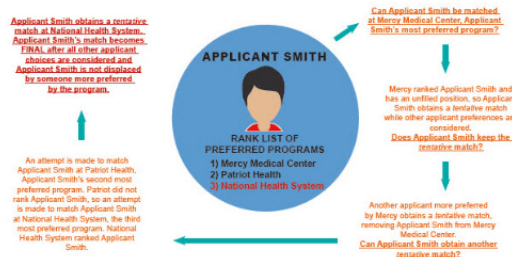 Applicant Smith obtains a tentative
match at National Health System.
Applicant Smith's match becomes
FINAL after all other applicant
choices are considered and
Applicant Smith is not displaced
by someone more preferred
by the program.
Can Applicant Smith be matched
at Mercy Medical Center, Applicant
Smith's most preferred program?
APPLICANT SMITH
RANK LIST OF
PREFERRED PROGRAMS
1) Mercy Medical Center
2) Patriot Health
3) National Health System
Mercy ranked Applicant Smith and
has an unfilled position, so Applicant
Smith obtains a tentative match
while other applicant preferences are
considered.
Does Applicant Smith keep the
tentative match?
An attempt is made to match
Applicant Smith at Patriot Health,
Applicant Smith's second most
preferred program. Patriot did not
rank Applicant Smith, so an attempt
is made to match Applicant Smith
at National Health System, the third
most preferred program. National
Health System ranked Applicant
Smith.
Another applicant more preferred
by Mercy obtains a tentative match,
removing Applicant Smith from Mercy
Medical Center.
Can Applicant Smith obtain another
tentative match?